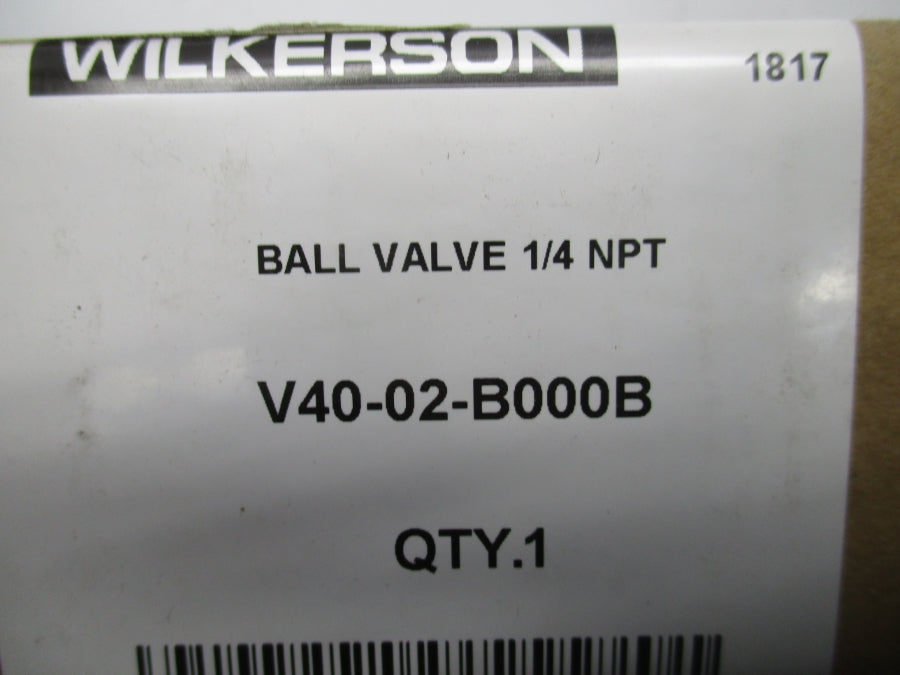 WILKERSON
1817
BALL VALVE 1/4 NPT
V40-02-B000B
QTY.1